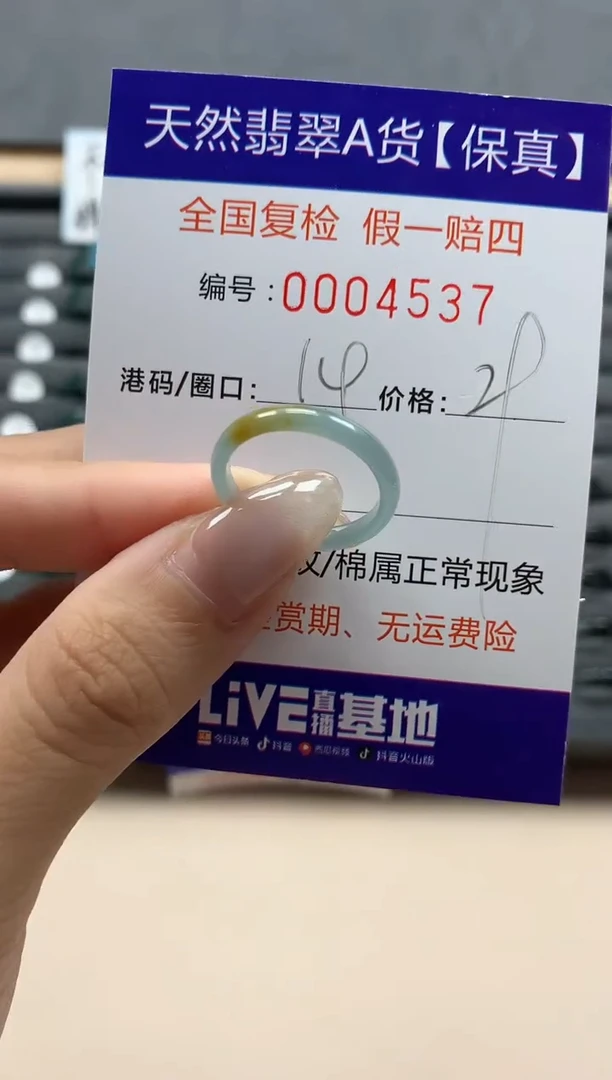 天然翡翠A货【保真】
全国复检 假一赔四
编号：0004537
港码/圈口：14 价格：28
纹/棉属正常现象
赏期、无运费险
LiVE直播基地
今日头条 抖音 西瓜视频 抖音火山版